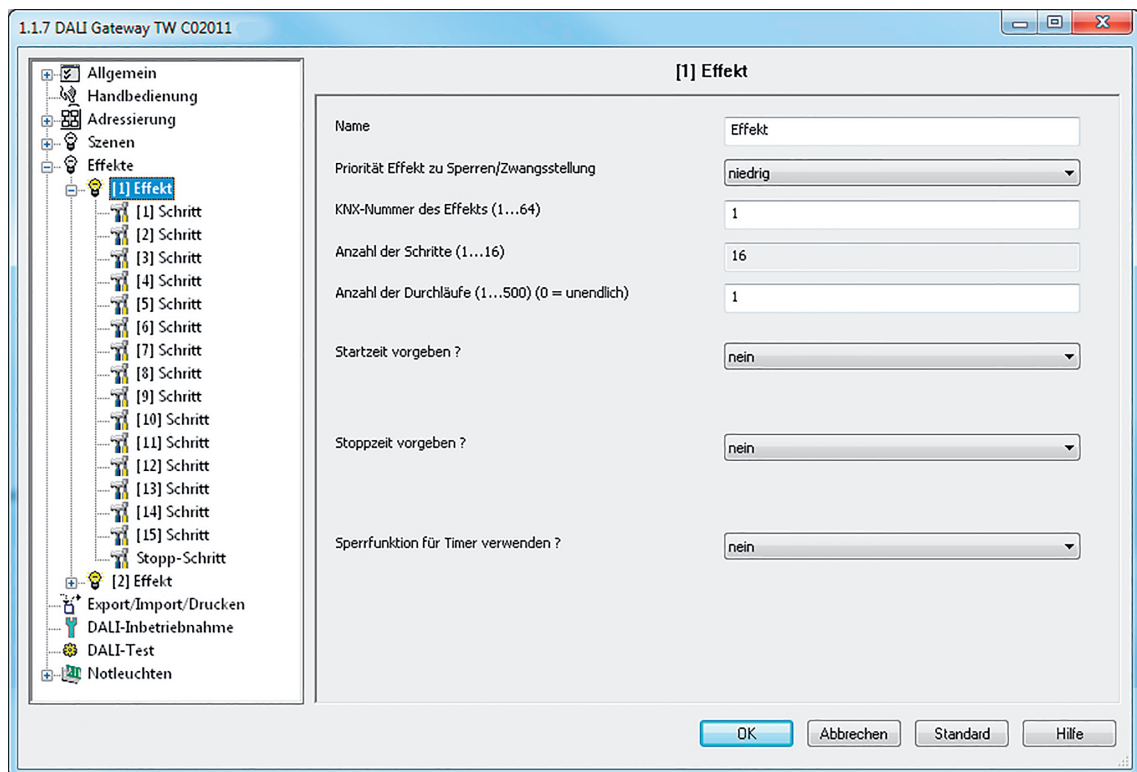 1.1.7 DALI Gateway TW C02011
Allgemein
Handbedienung
Adressierung
Szenen
Effekte
[1] Effekt
[1] Schritt
[2] Schritt
[3] Schritt
[4] Schritt
[5] Schritt
[6] Schritt
[7] Schritt
[8] Schritt
[9] Schritt
[10] Schritt
[11] Schritt
[12] Schritt
[13] Schritt
[14] Schritt
[15] Schritt
Stopp-Schritt
[2] Effekt
Export/Import/Drucken
DALI-Inbetriebnahme
DALI-Test
Notleuchten
[1] Effekt
Name Effekt
Priorität Effekt zu Sperren/Zwangsstellung niedrig
KNX-Nummer des Effekts (1...64) 1
Anzahl der Schritte (1...16) 16
Anzahl der Durchläufe (1...500) (0 = unendlich) 1
Startzeit vorgeben ? nein
Stoppzeit vorgeben ? nein
Sperrfunktion für Timer verwenden ? nein
OK Abbrechen Standard Hilfe